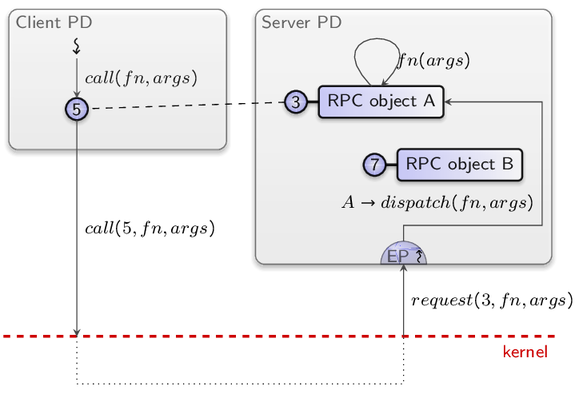 Client PD
Server PD
fn(args)
call(fn, args)
5
3
RPC object A
7
RPC object B
A → dispatch(fn, args)
call(5, fn, args)
EP
request(3, fn, args)
kernel